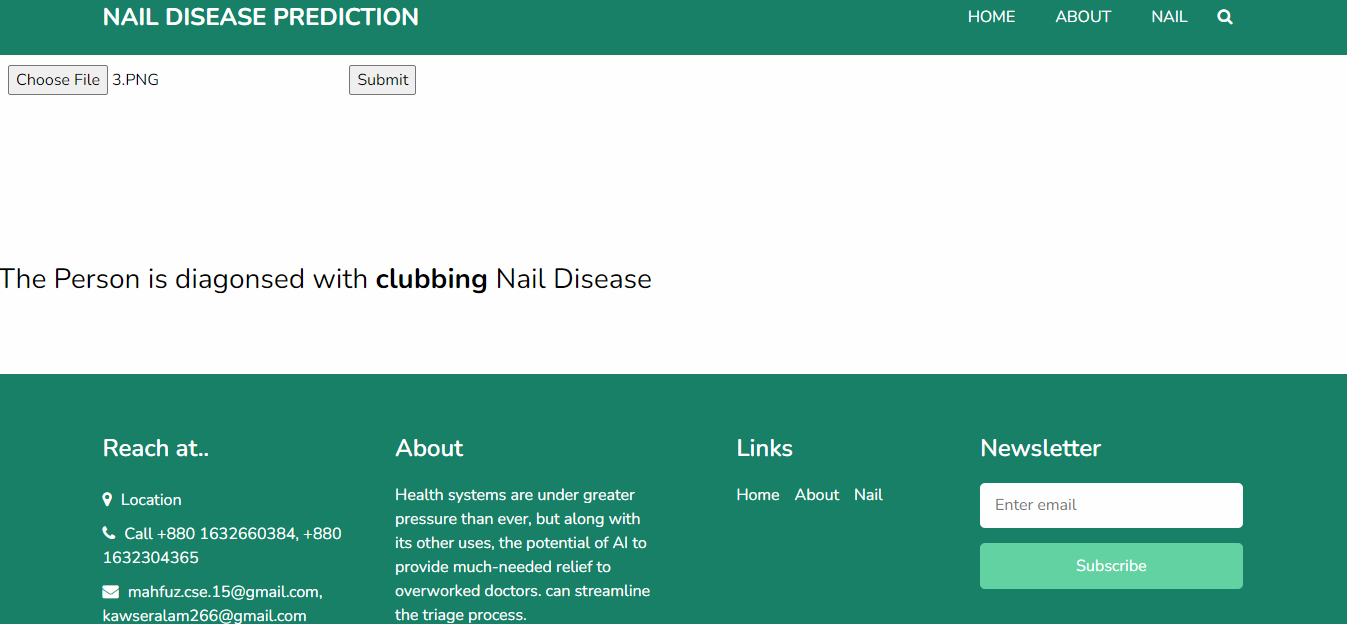 NAIL DISEASE PREDICTION
HOME ABOUT NAIL
Choose File 3.PNG Submit
The Person is diagonsed with clubbing Nail Disease
Reach at..
Location
Call +880 1632660384, +880
1632304365
mahfuz.cse.15@gmail.com,
kawseralam266@gmail.com
About
Health systems are under greater
pressure than ever, but along with
its other uses, the potential of AI to
provide much-needed relief to
overworked doctors. can streamline
the triage process.
Links
Home About Nail
Newsletter
Enter email
Subscribe